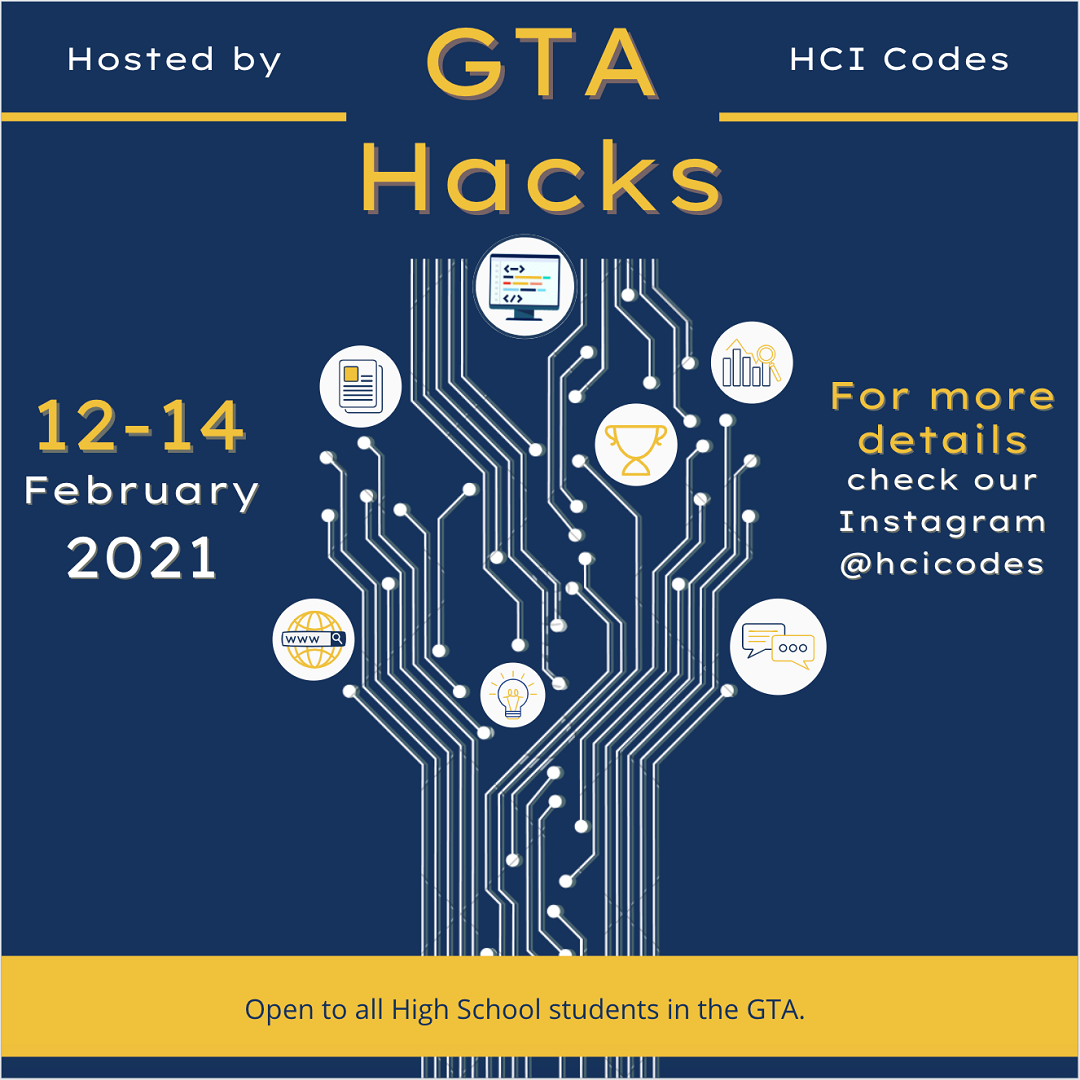 Hosted by
GTA
HCI Codes
Hacks
<-->
</>
12-14
February
2021
For more
details
check our
Instagram
@hcicodes
www
Open to all High School students in the GTA.